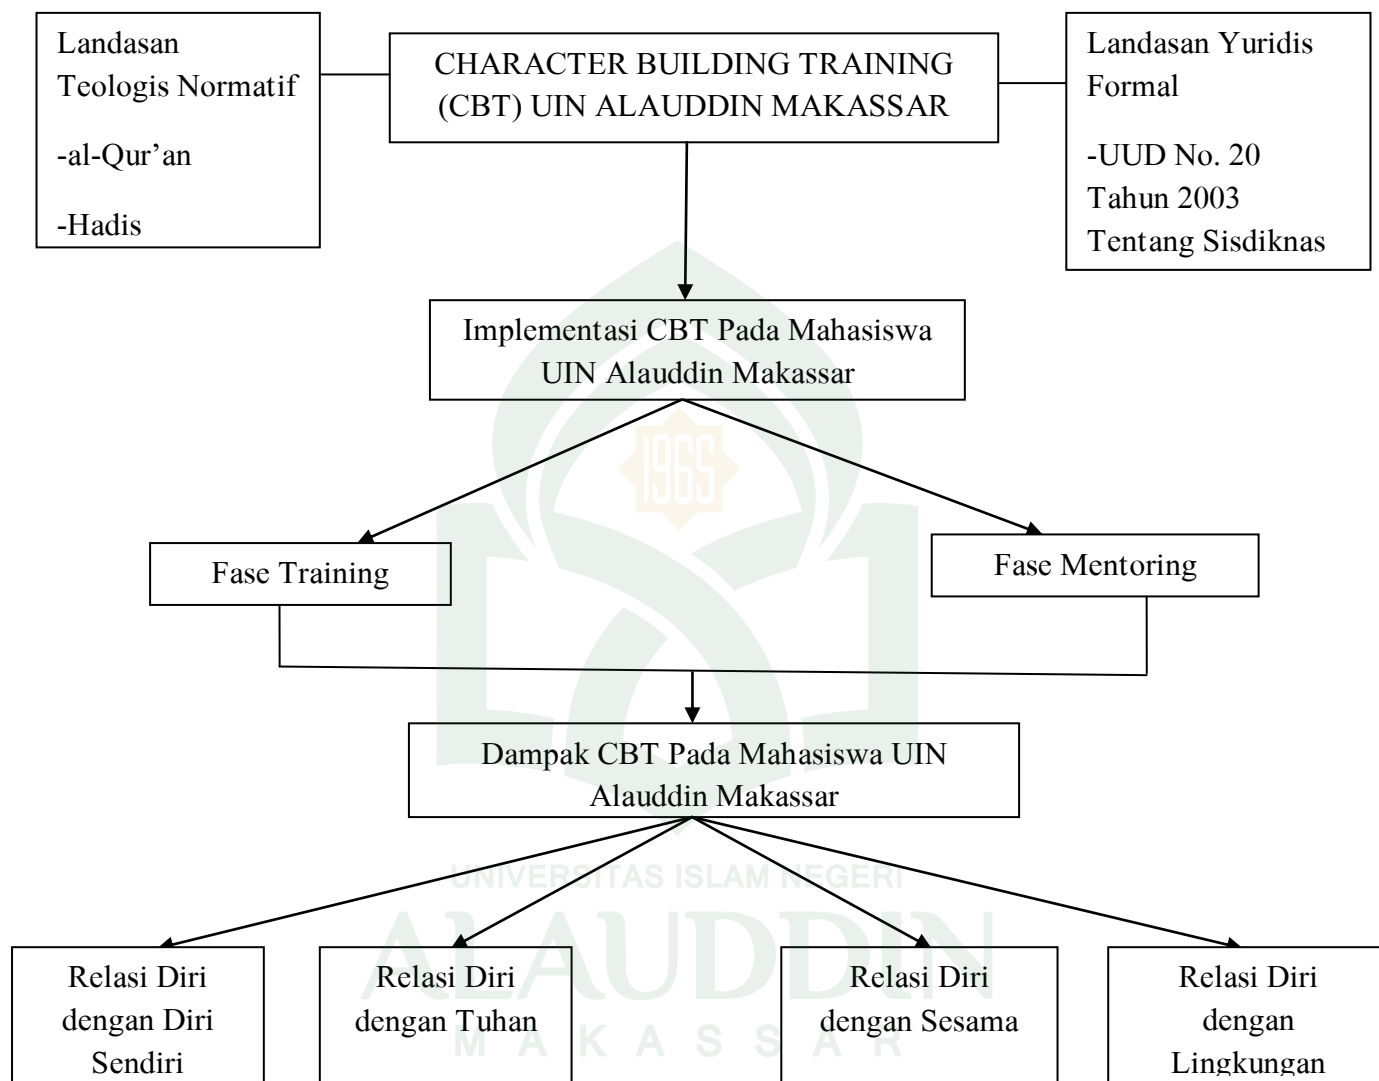 Landasan
Teologis Normatif
-al-Qur’an
-Hadis
CHARACTER BUILDING TRAINING
(CBT) UIN ALAUDDIN MAKASSAR
Landasan Yuridis
Formal
-UUD No. 20
Tahun 2003
Tentang Sisdiknas
Implementasi CBT Pada Mahasiswa
UIN Alauddin Makassar
1965
Fase Training
Fase Mentoring
Dampak CBT Pada Mahasiswa UIN
Alauddin Makassar
UNIVERSITAS ISLAM NEGERI
ALAUDDIN
MAKASSAR
Relasi Diri
dengan Diri
Sendiri
Relasi Diri
dengan Tuhan
Relasi Diri
dengan Sesama
Relasi Diri
dengan
Lingkungan